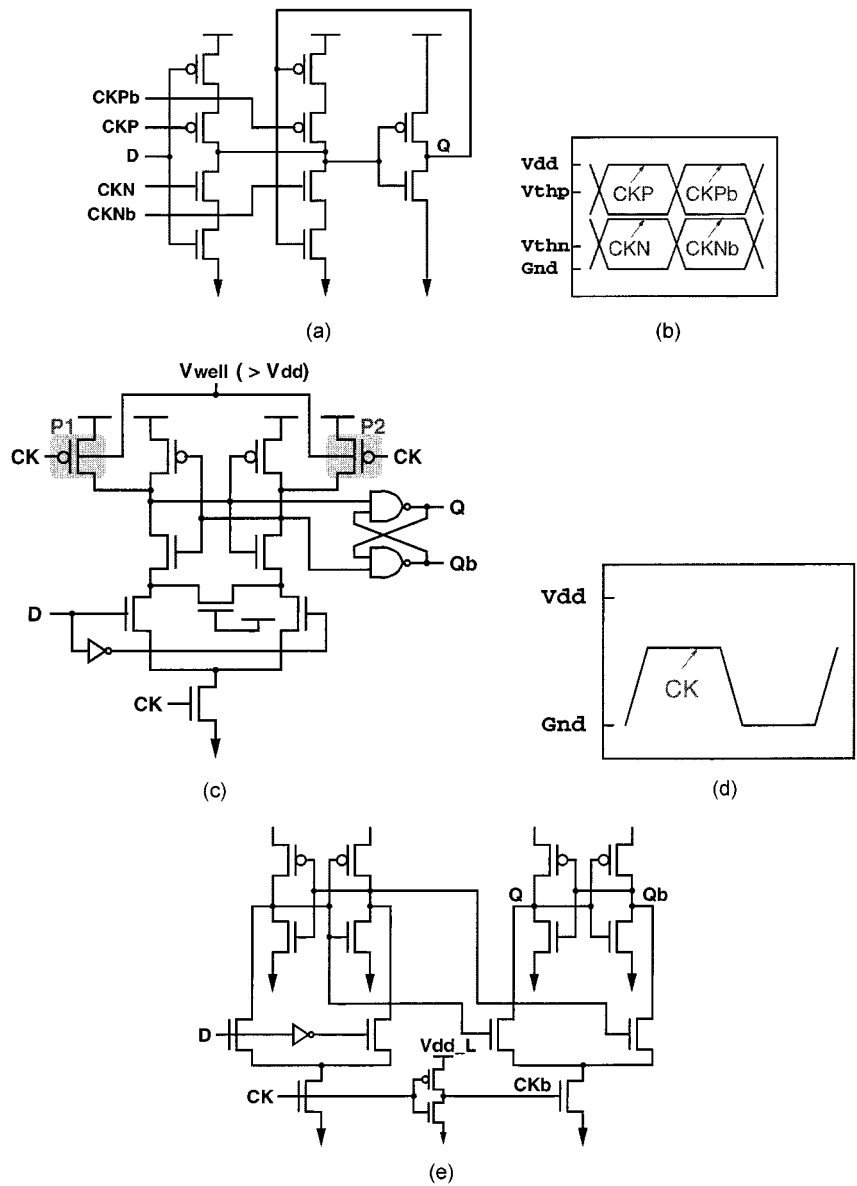 CKPb
CKP
D
CKN
CKNb
Q
(a)
Vdd
Vthp
Vthn
Gnd
CKP
CKPb
CKN
CKNb
(b)
Vwell ( > Vdd)
P1
P2
CK
CK
Q
Qb
D
CK
(c)
Vdd
Gnd
CK
(d)
Q
Qb
D
Vdd_L
CK
CKb
(e)